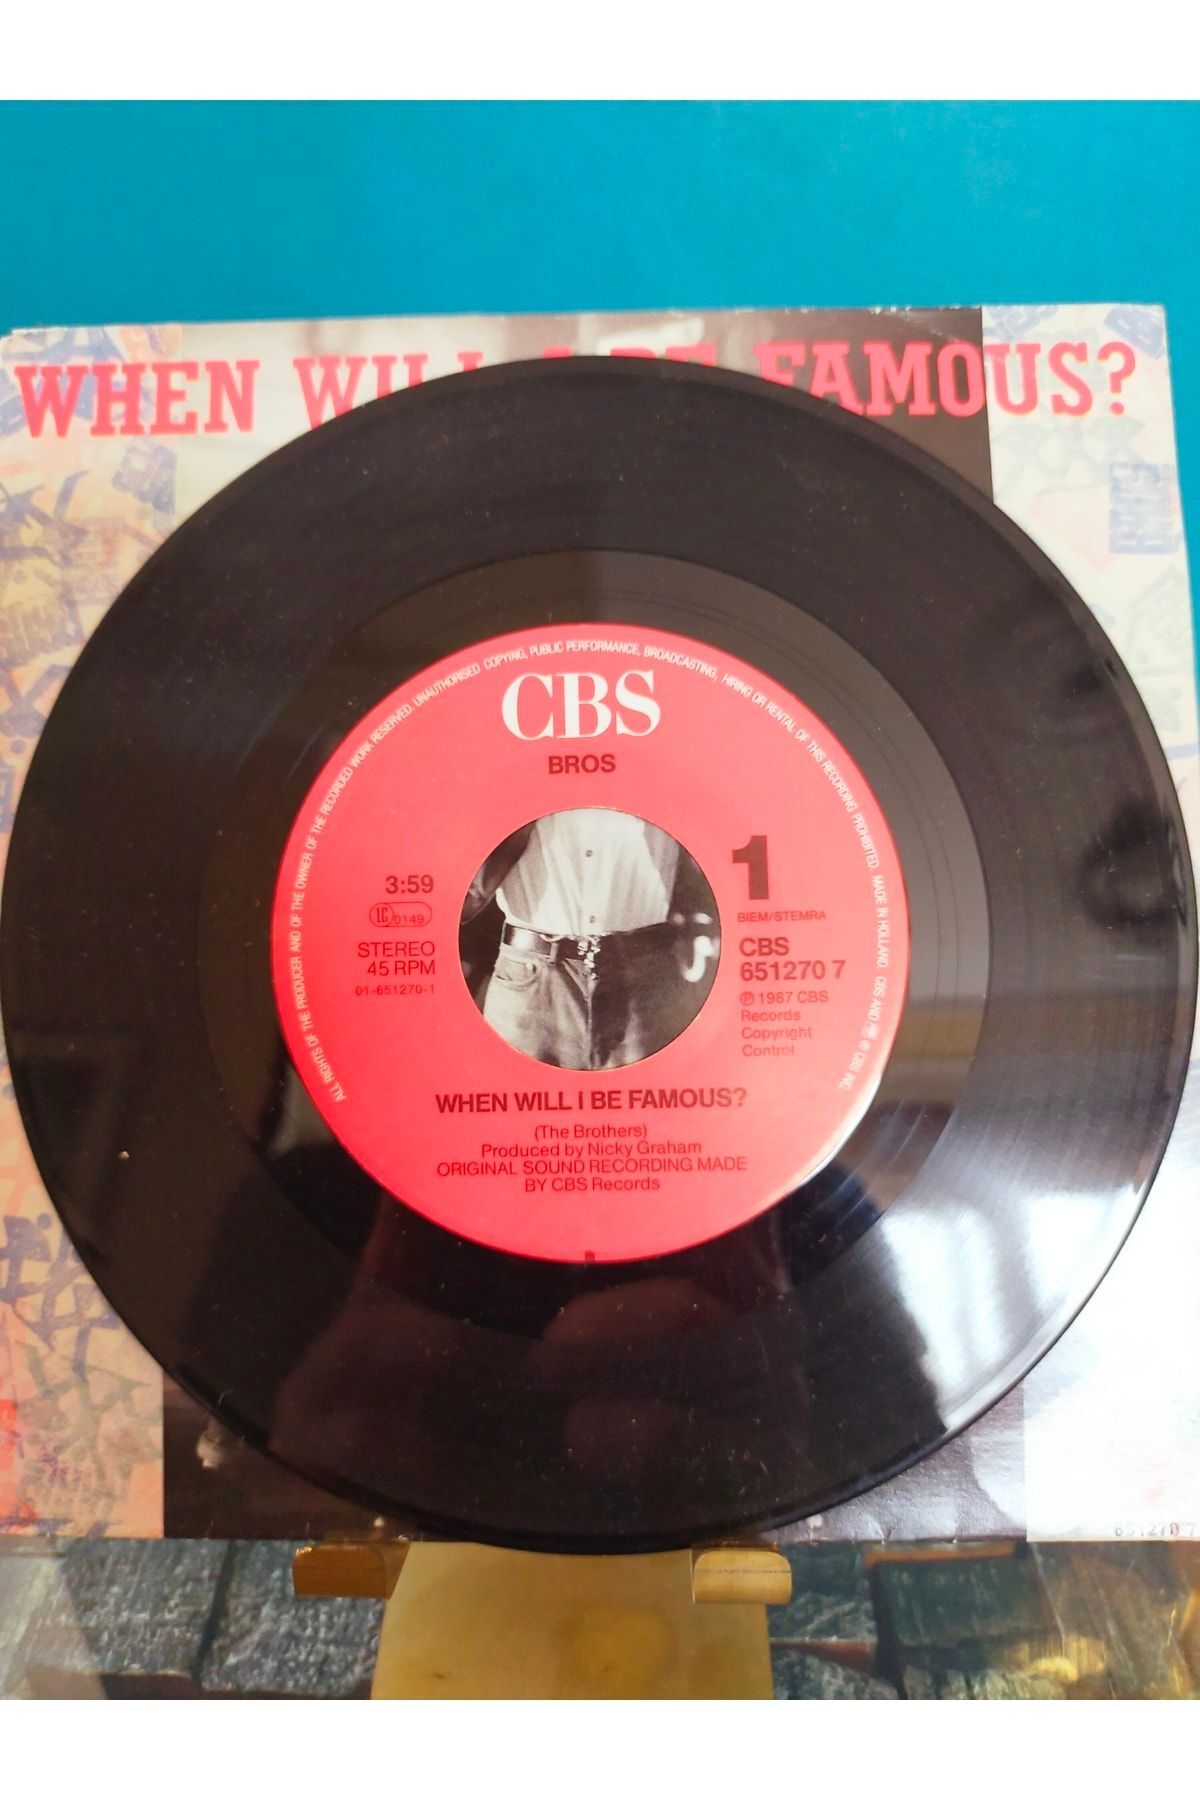 WHEN WILL I BE FAMOUS?
ALL RIGHTS OF THE PRODUCER AND OF THE OWNER OF THE RECORDED WORK RESERVED. UNAUTHORISED COPYING, PUBLIC PERFORMANCE, BROADCASTING, HIRING OR RENTAL OF THIS RECORDING PROHIBITED. MADE IN HOLLAND. CBS AND ® CBS INC.
CBS
BROS
3:59
LC 0149
STEREO
45 RPM
01-651270-1
1
BIEM/STEMRA
CBS
651270 7
℗ 1987 CBS
Records
Copyright
Control
WHEN WILL I BE FAMOUS?
(The Brothers)
Produced by Nicky Graham
ORIGINAL SOUND RECORDING MADE
BY CBS Records
BROS
651270 7